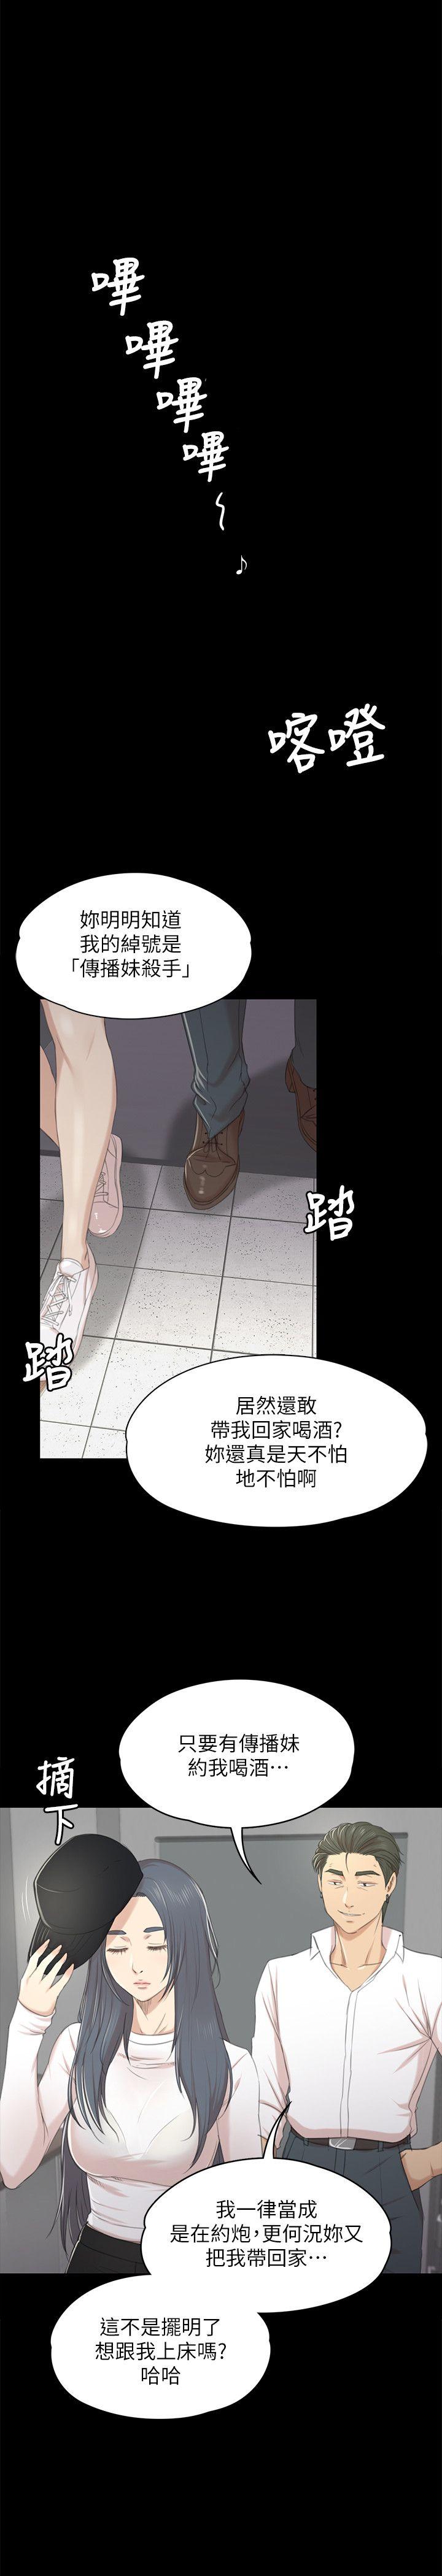 嗶
嗶
嗶
嗶
~♪
喀噔
妳明明知道
我的綽號是
「傳播妹殺手」
踏
踏
居然還敢
帶我回家喝酒?
妳還真是天不怕
地不怕啊
只要有傳播妹
約我喝酒…
摘
下
我一律當成
是在約炮,更何況妳又
把我帶回家…
這不是擺明了
想跟我上床嗎?
哈哈